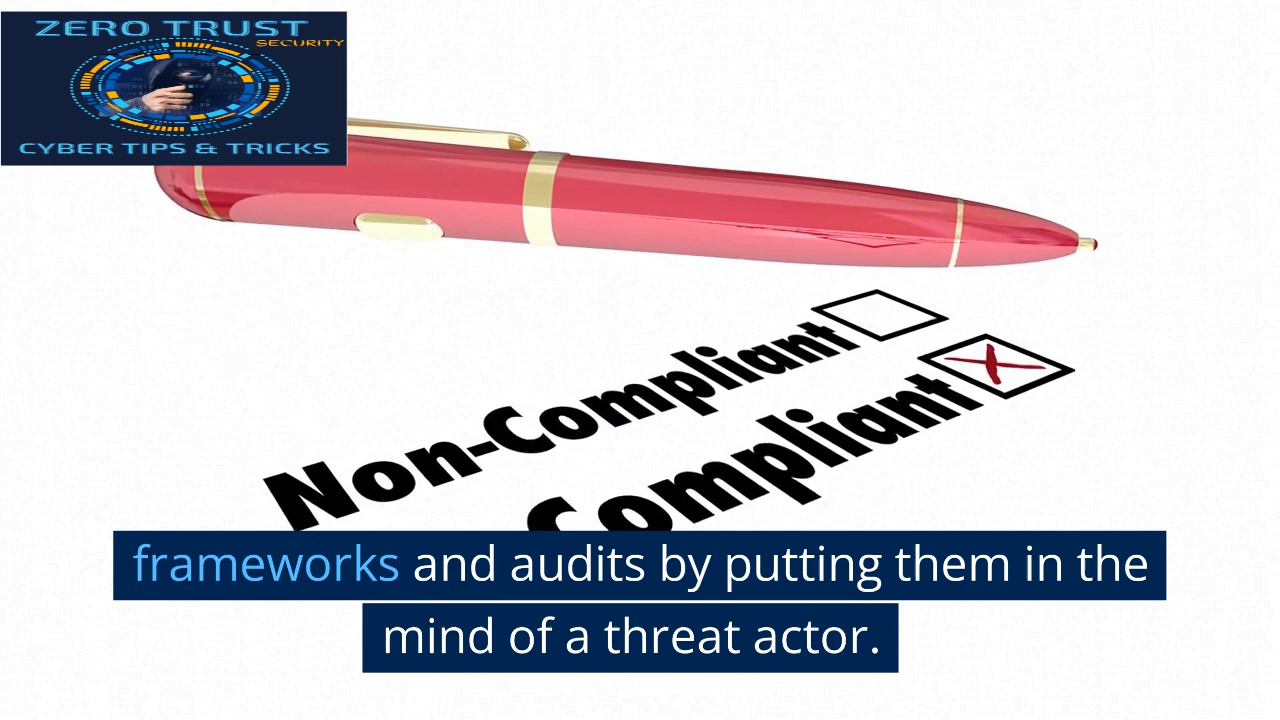 ZERO TRUST
SECURITY
CYBER TIPS & TRICKS
Non-Compliant
Compliant
frameworks and audits by putting them in the
mind of a threat actor.